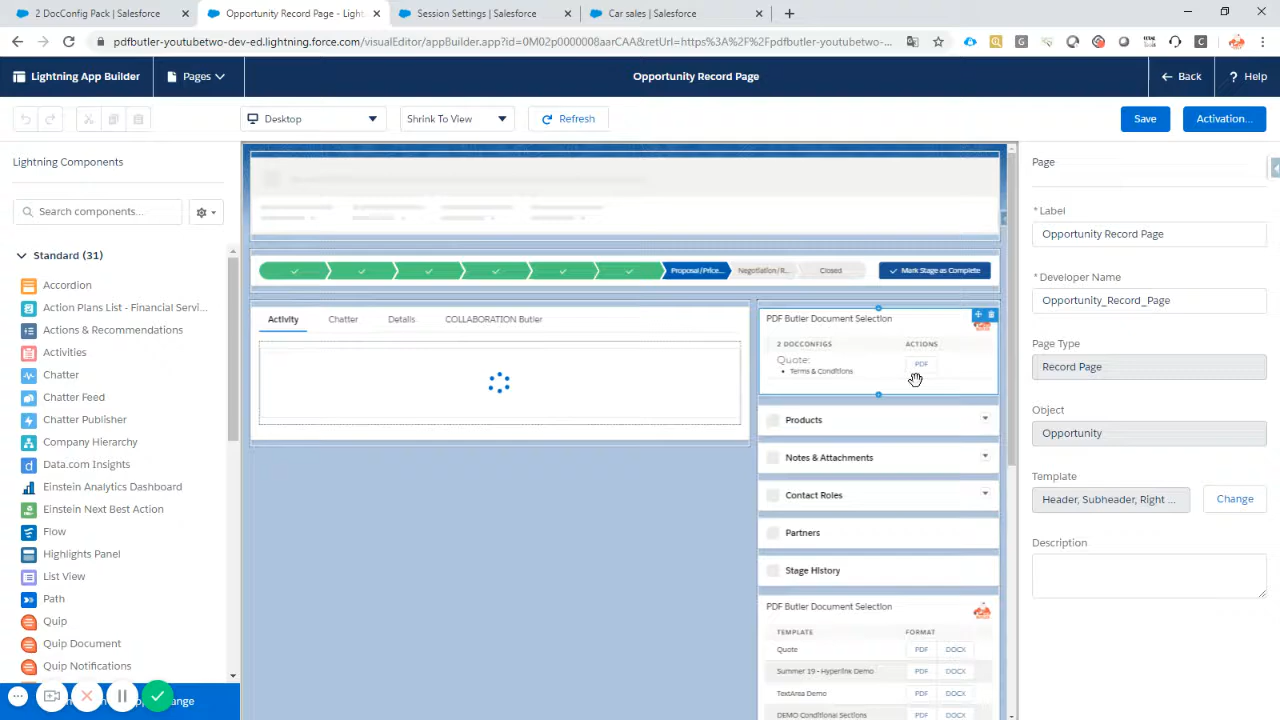 2 DocConfig Pack | Salesforce
Opportunity Record Page - Light
Session Settings | Salesforce
Car sales | Salesforce
pdfbutler-youtubetwo-dev-ed.lightning.force.com/visualEditor/appBuilder.app?id=0M02p0000008aarCAA&retUrl=https%3A%2F%2Fpdfbutler-youtubetwo-dev-ed.lightning.force.com%2F...
Lightning App Builder
Pages
Opportunity Record Page
Back
? Help
Desktop
Shrink To View
Refresh
Save
Activation...
Lightning Components
Search components...
Standard (31)
Accordion
Action Plans List - Financial Servi...
Actions & Recommendations
Activities
Chatter
Chatter Feed
Chatter Publisher
Company Hierarchy
Data.com Insights
Einstein Analytics Dashboard
Einstein Next Best Action
Flow
Highlights Panel
List View
Path
Quip
Quip Document
Quip Notifications
Proposal/Price...
Negotiation/R...
Closed
Mark Stage as Complete
Activity
Chatter
Details
COLLABORATION Butler
PDF Butler Document Selection
2 DOCCONFIGS
ACTIONS
Quote:
• Terms & Conditions
PDF
Products
Notes & Attachments
Contact Roles
Partners
Stage History
PDF Butler Document Selection
TEMPLATE
FORMAT
Quote
PDF
DOCX
Summer 19 - Hyperlink Demo
PDF
DOCX
TextArea Demo
PDF
DOCX
DEMO Conditional Sections
PDF
DOCX
Page
*Label
Opportunity Record Page
*Developer Name
Opportunity_Record_Page
Page Type
Record Page
Object
Opportunity
Template
Header, Subheader, Right ...
Change
Description